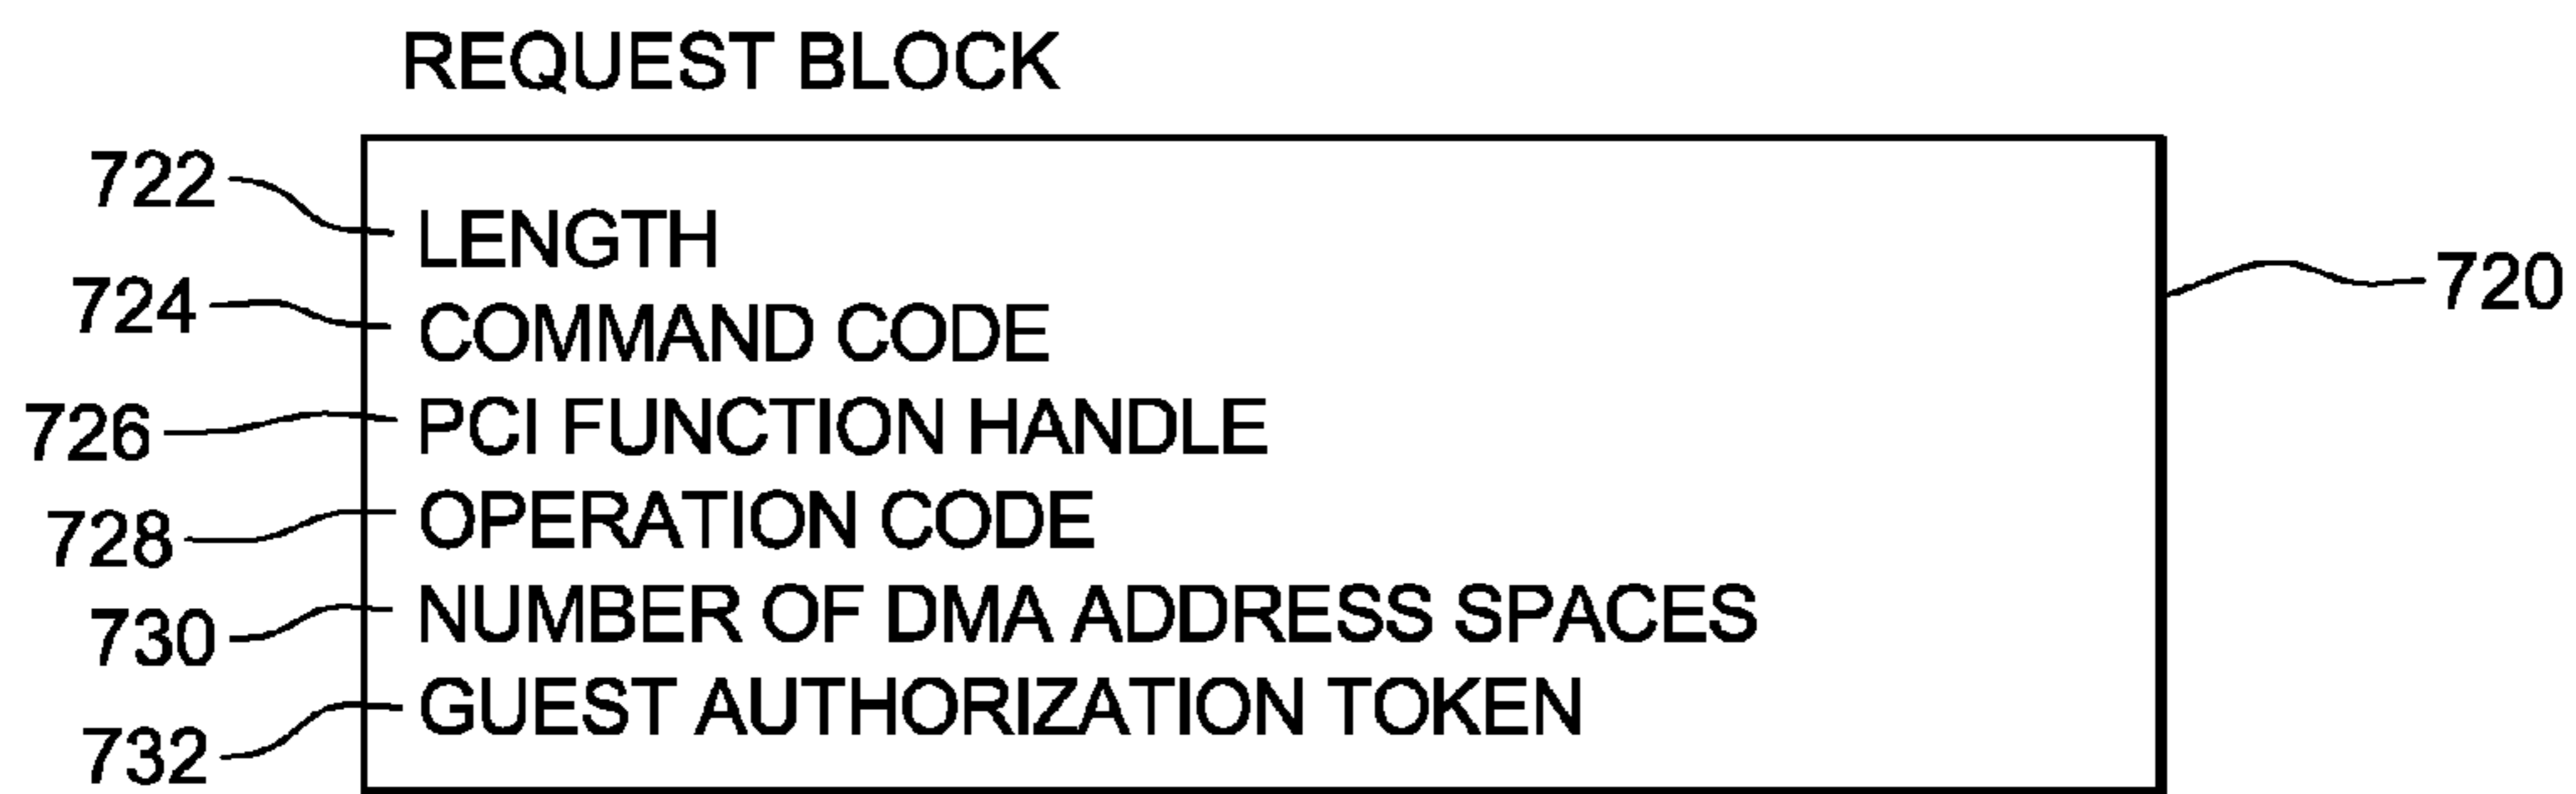 REQUEST BLOCK
722 LENGTH
724 COMMAND CODE 720
726 PCI FUNCTION HANDLE
728 OPERATION CODE
730 NUMBER OF DMA ADDRESS SPACES
732 GUEST AUTHORIZATION TOKEN